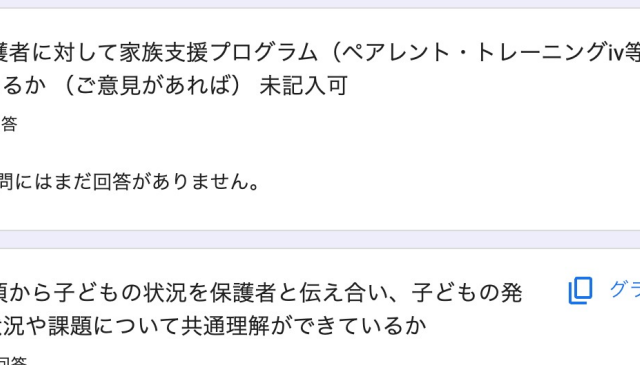 護者に対して家族支援プログラム（ペアレント・トレーニングiv等
るか （ご意見があれば） 未記入可
答
問にはまだ回答がありません。
頃から子どもの状況を保護者と伝え合い、子どもの発
グラ
状況や課題について共通理解ができているか
回答